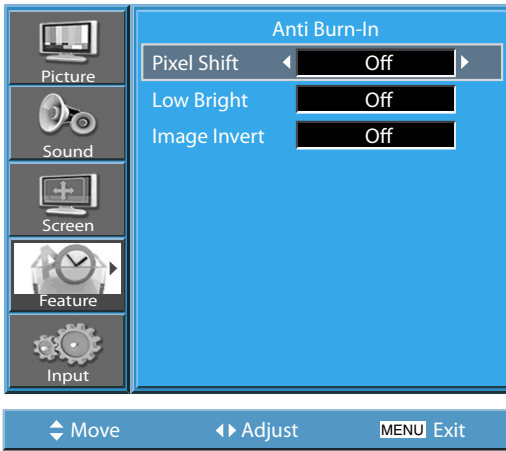 Picture
Sound
Screen
Feature
Input
Anti Burn-In
Pixel Shift Off
Low Bright Off
Image Invert Off
Move Adjust MENU Exit